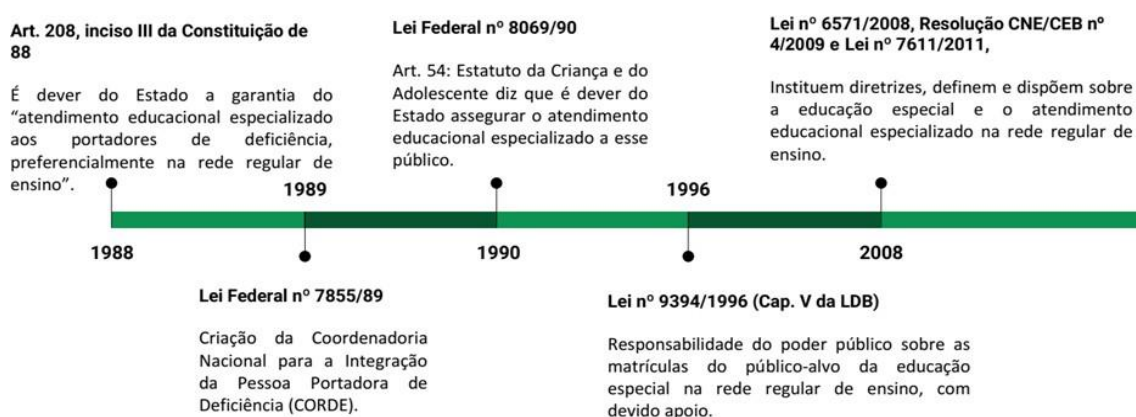 Art. 208, inciso III da Constituição de
88
É dever do Estado a garantia do
“atendimento educacional especializado
aos portadores de deficiência,
preferencialmente na rede regular de
ensino”.
Lei Federal nº 8069/90
Art. 54: Estatuto da Criança e do
Adolescente diz que é dever do
Estado assegurar o atendimento
educacional especializado a esse
público.
Lei nº 6571/2008, Resolução CNE/CEB nº
4/2009 e Lei nº 7611/2011,
Instituem diretrizes, definem e dispõem sobre
a educação especial e o atendimento
educacional especializado na rede regular de
ensino.
1989
1996
1988
1990
2008
Lei Federal nº 7855/89
Criação da Coordenadoria
Nacional para a Integração
da Pessoa Portadora de
Deficiência (CORDE).
Lei nº 9394/1996 (Cap. V da LDB)
Responsabilidade do poder público sobre as
matrículas do público-alvo da educação
especial na rede regular de ensino, com
devido apoio.